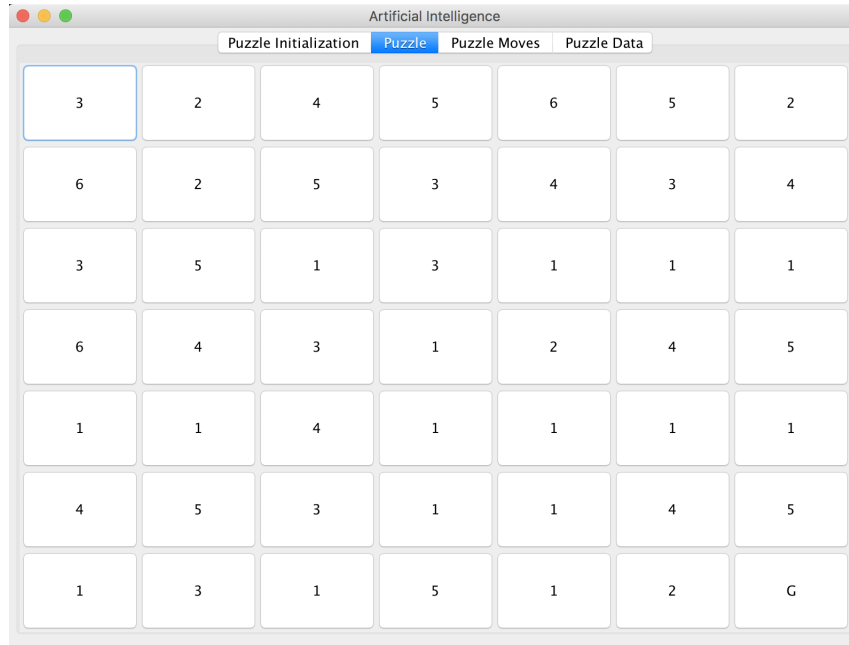 Artificial Intelligence
Puzzle Initialization Puzzle Puzzle Moves Puzzle Data
3 2 4 5 6 5 2
6 2 5 3 4 3 4
3 5 1 3 1 1 1
6 4 3 1 2 4 5
1 1 4 1 1 1 1
4 5 3 1 1 4 5
1 3 1 5 1 2 G